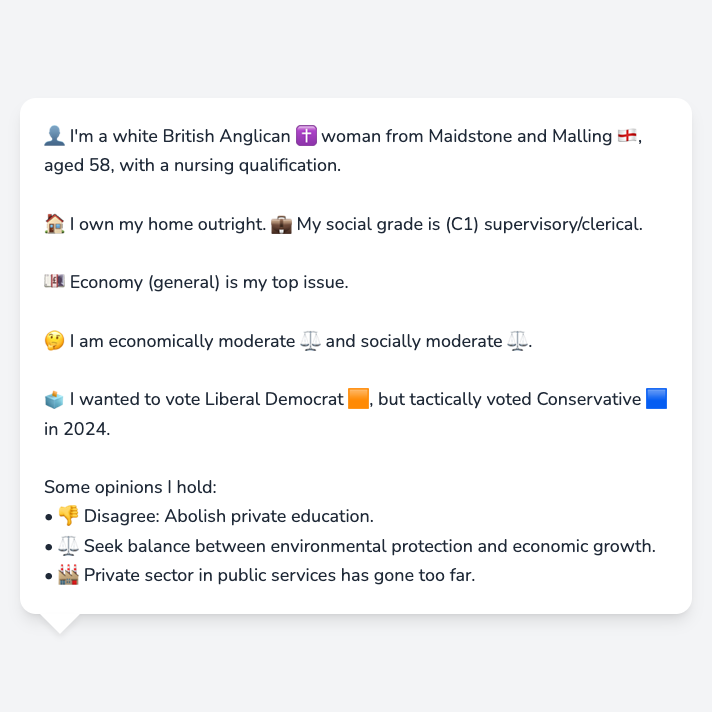 👤 I'm a white British Anglican ✝️ woman from Maidstone and Malling 🏴󠁧󠁢󠁥󠁮󠁧󠁿,
aged 58, with a nursing qualification.
🏠 I own my home outright. 💼 My social grade is (C1) supervisory/clerical.
💷 Economy (general) is my top issue.
🤔 I am economically moderate ⚖️ and socially moderate ⚖️.
🗳️ I wanted to vote Liberal Democrat 🟧, but tactically voted Conservative 🟦
in 2024.
Some opinions I hold:
• 👎 Disagree: Abolish private education.
• ⚖️ Seek balance between environmental protection and economic growth.
• 🏭 Private sector in public services has gone too far.